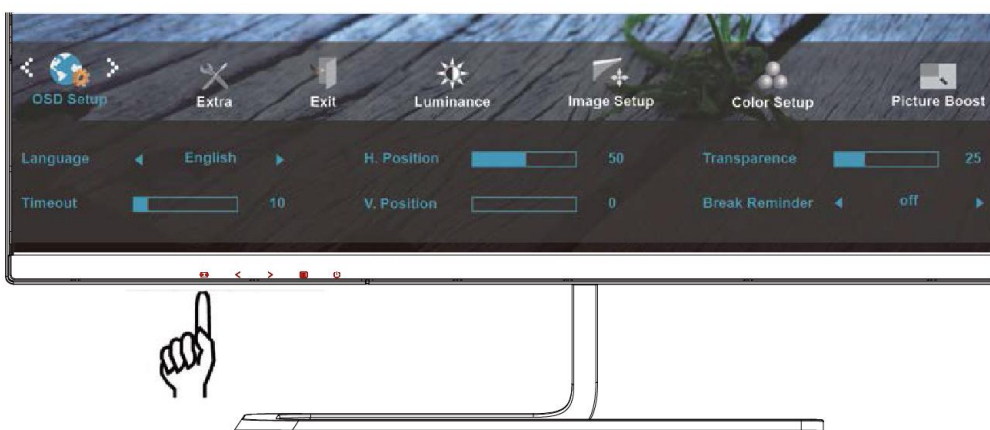 OSD Setup Extra Exit Luminance Image Setup Color Setup Picture Boost
Language English H. Position 50 Transparence 25
Timeout 10 V. Position 0 Break Reminder off